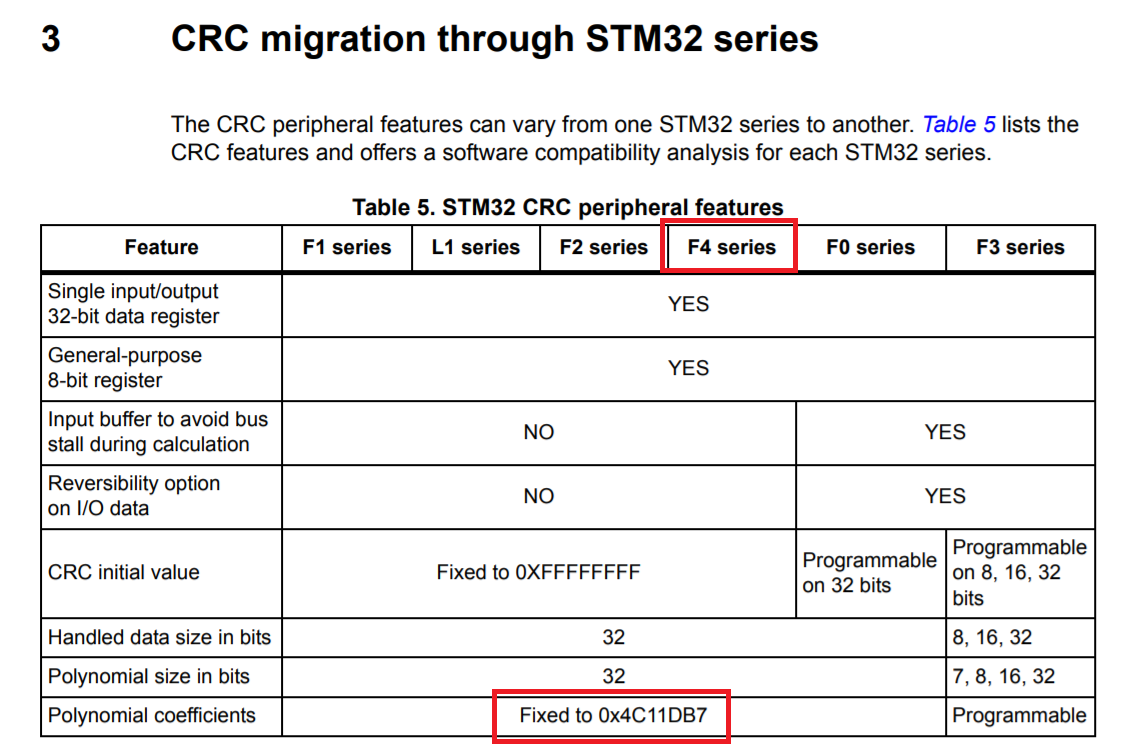 3 CRC migration through STM32 series
The CRC peripheral features can vary from one STM32 series to another. Table 5 lists the
CRC features and offers a software compatibility analysis for each STM32 series.
Table 5. STM32 CRC peripheral features
Feature F1 series L1 series F2 series F4 series F0 series F3 series
Single input/output
32-bit data register
YES
General-purpose
8-bit register
YES
Input buffer to avoid bus
stall during calculation
NO YES
Reversibility option
on I/O data
NO YES
CRC initial value
Fixed to 0XFFFFFFFF
Programmable
on 32 bits
Programmable
on 8, 16, 32
bits
Handled data size in bits 32 8, 16, 32
Polynomial size in bits 32 7, 8, 16, 32
Polynomial coefficients Fixed to 0x4C11DB7 Programmable